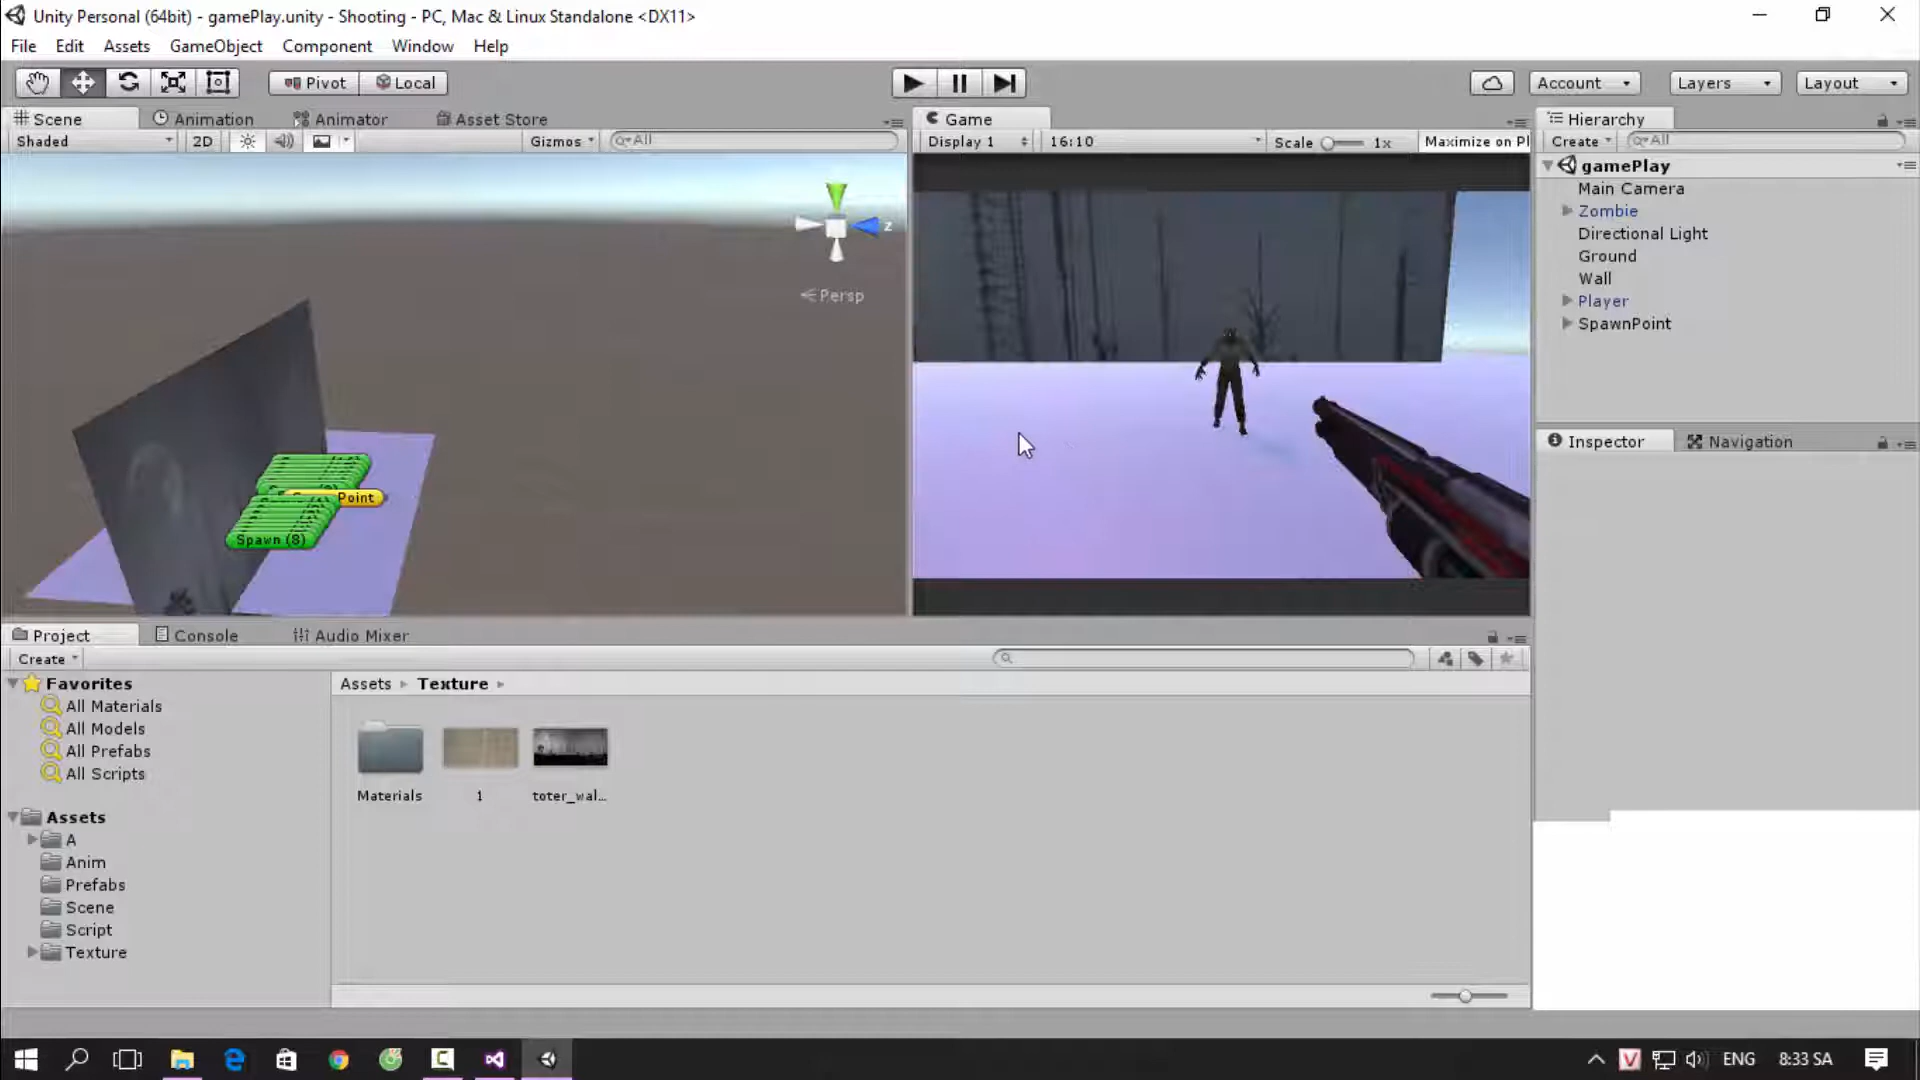 Unity Personal (64bit) - gamePlay.unity - Shooting - PC, Mac & Linux Standalone <DX11>
File Edit Assets GameObject Component Window Help
Pivot Local Account Layers Layout
Scene Animation Animator Asset Store Game Hierarchy
Shaded 2D Gizmos All Display 1 16:10 Scale 1x Maximize on Pl Create All
gamePlay
Main Camera
Zombie
Directional Light
Ground
Wall
Player
SpawnPoint
z
Persp
Inspector Navigation
Point
Spawn (8)
Project Console Audio Mixer
Create
Favorites
All Materials
All Models
All Prefabs
All Scripts
Assets
A
Anim
Prefabs
Scene
Script
Texture
Assets Texture
Materials 1 toter_wal...
ENG 8:33 SA